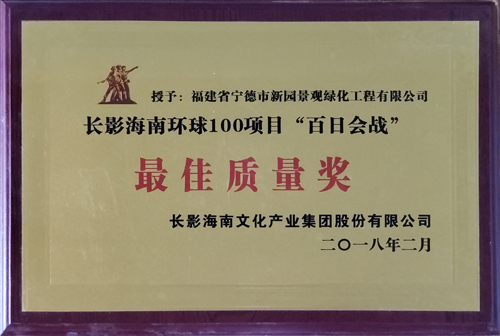 授予：福建省宁德市新园景观绿化工程有限公司
长影海南环球100项目“百日会战”
最佳质量奖
长影海南文化产业集团股份有限公司
二〇一八年二月